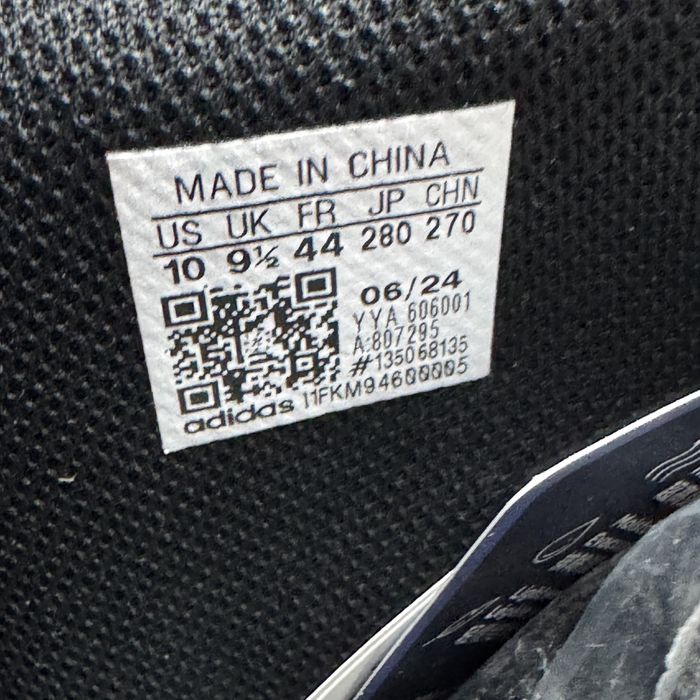 MADE IN CHINA
US UK FR JP CHN
10 9½ 44 280 270
06/24
YYA 606001
A:807295
#135068135
adidas 11FKM94600005